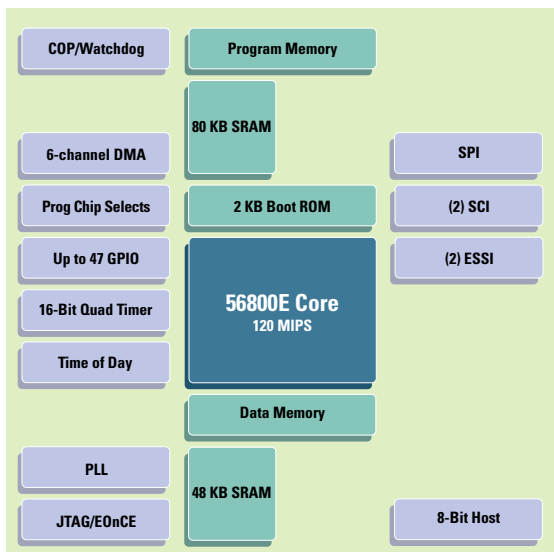 COP/Watchdog
Program Memory
80 KB SRAM
6-channel DMA
SPI
Prog Chip Selects
2 KB Boot ROM
(2) SCI
Up to 47 GPIO
(2) ESSI
16-Bit Quad Timer
56800E Core
120 MIPS
Time of Day
Data Memory
PLL
48 KB SRAM
JTAG/EOnCE
8-Bit Host